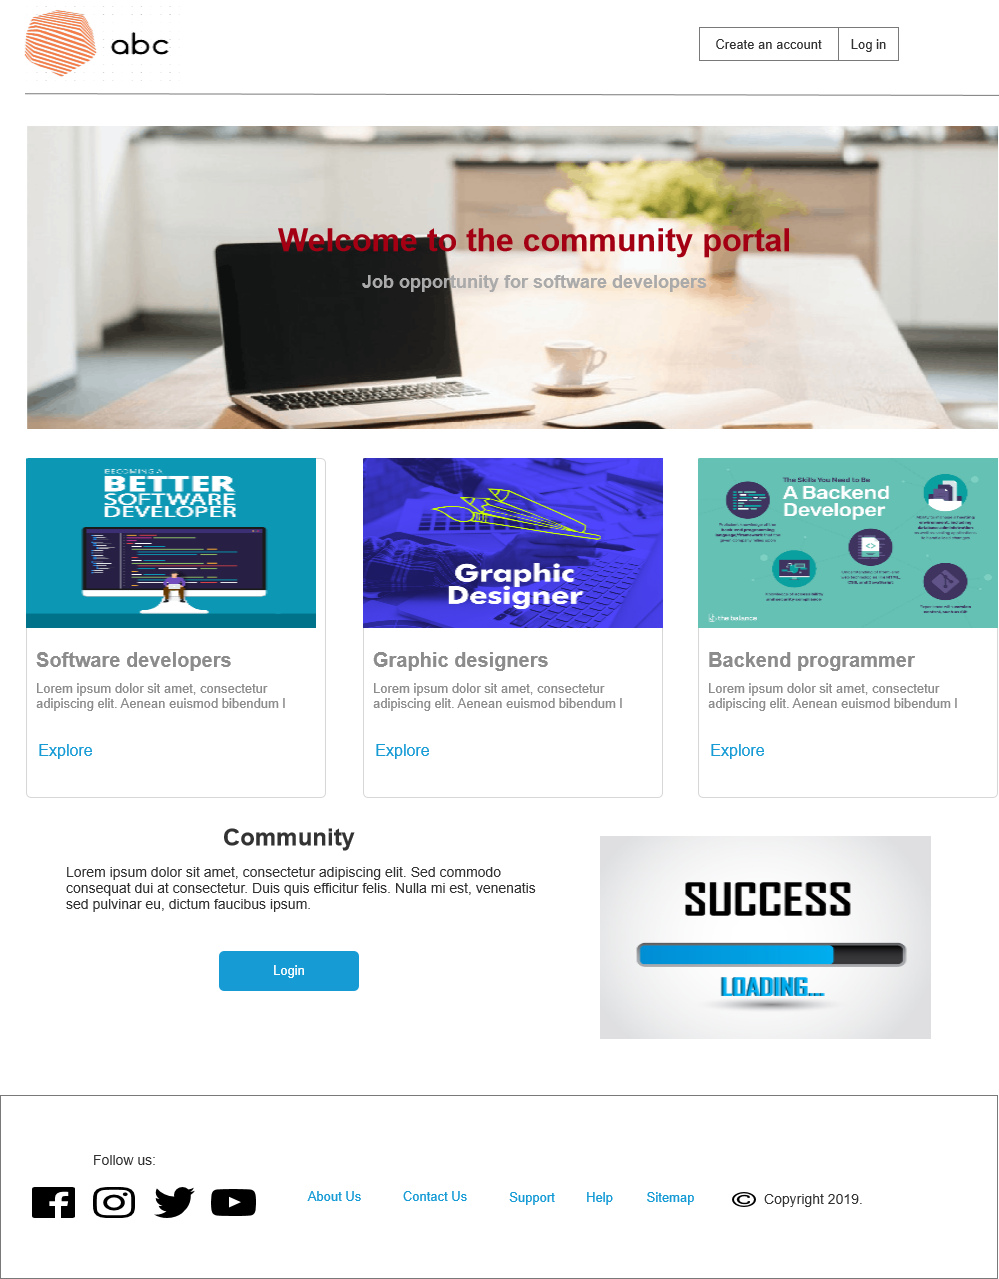 abc
Create an account
Log in
Welcome to the community portal
Job opportunity for software developers
BECOMING A
BETTER
SOFTWARE
DEVELOPER
Graphic
Designer
The Skills You Need to Be
A Backend
Developer
the balance
Software developers
Lorem ipsum dolor sit amet, consectetur
adipiscing elit. Aenean euismod bibendum l
Explore
Graphic designers
Lorem ipsum dolor sit amet, consectetur
adipiscing elit. Aenean euismod bibendum l
Explore
Backend programmer
Lorem ipsum dolor sit amet, consectetur
adipiscing elit. Aenean euismod bibendum l
Explore
Community
Lorem ipsum dolor sit amet, consectetur adipiscing elit. Sed commodo
consequat dui at consectetur. Duis quis efficitur felis. Nulla mi est, venenatis
sed pulvinar eu, dictum faucibus ipsum.
Login
SUCCESS
LOADING...
Follow us:
About Us
Contact Us
Support
Help
Sitemap
© Copyright 2019.